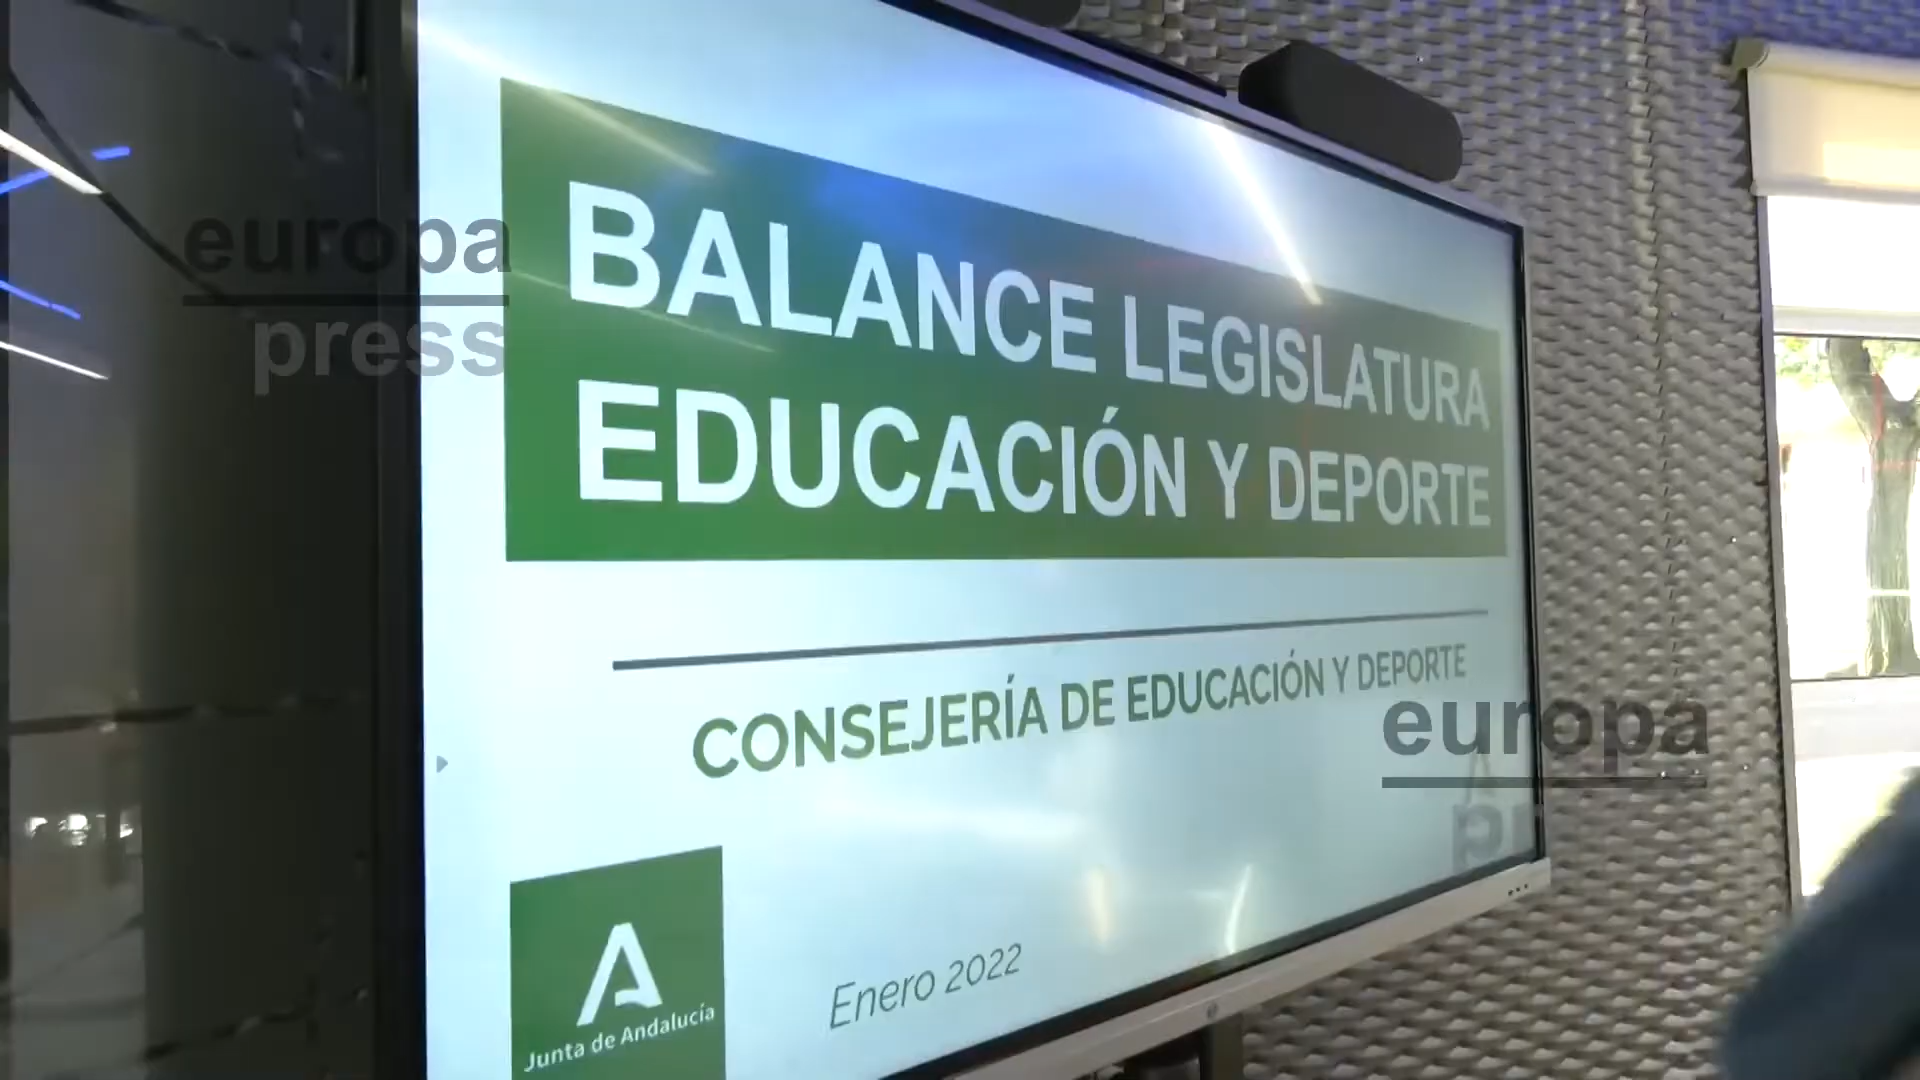 europa
press
BALANCE LEGISLATURA
EDUCACIÓN Y DEPORTE
CONSEJERÍA DE EDUCACIÓN Y DEPORTE
europa
Junta de Andalucía
Enero 2022